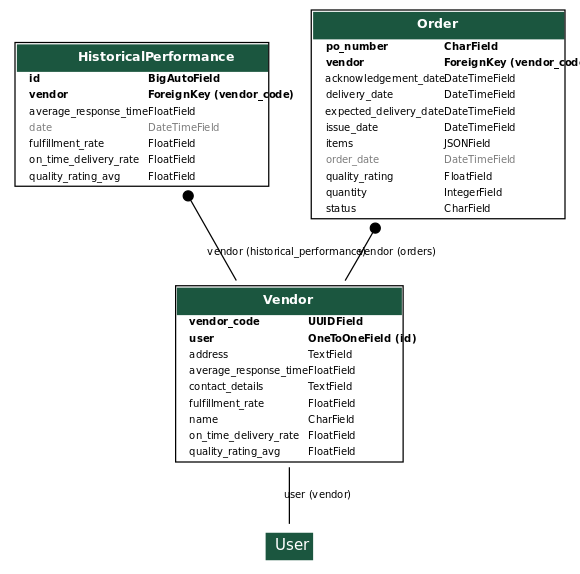 HistoricalPerformance
id BigAutoField
vendor ForeignKey (vendor_code)
average_response_time FloatField
date DateTimeField
fulfillment_rate FloatField
on_time_delivery_rate FloatField
quality_rating_avg FloatField
Order
po_number CharField
vendor ForeignKey (vendor_code
acknowledgement_date DateTimeField
delivery_date DateTimeField
expected_delivery_date DateTimeField
issue_date DateTimeField
items JSONField
order_date DateTimeField
quality_rating FloatField
quantity IntegerField
status CharField
vendor (historical_performance)
vendor (orders)
Vendor
vendor_code UUIDField
user OneToOneField (id)
address TextField
average_response_time FloatField
contact_details TextField
fulfillment_rate FloatField
name CharField
on_time_delivery_rate FloatField
quality_rating_avg FloatField
user (vendor)
User